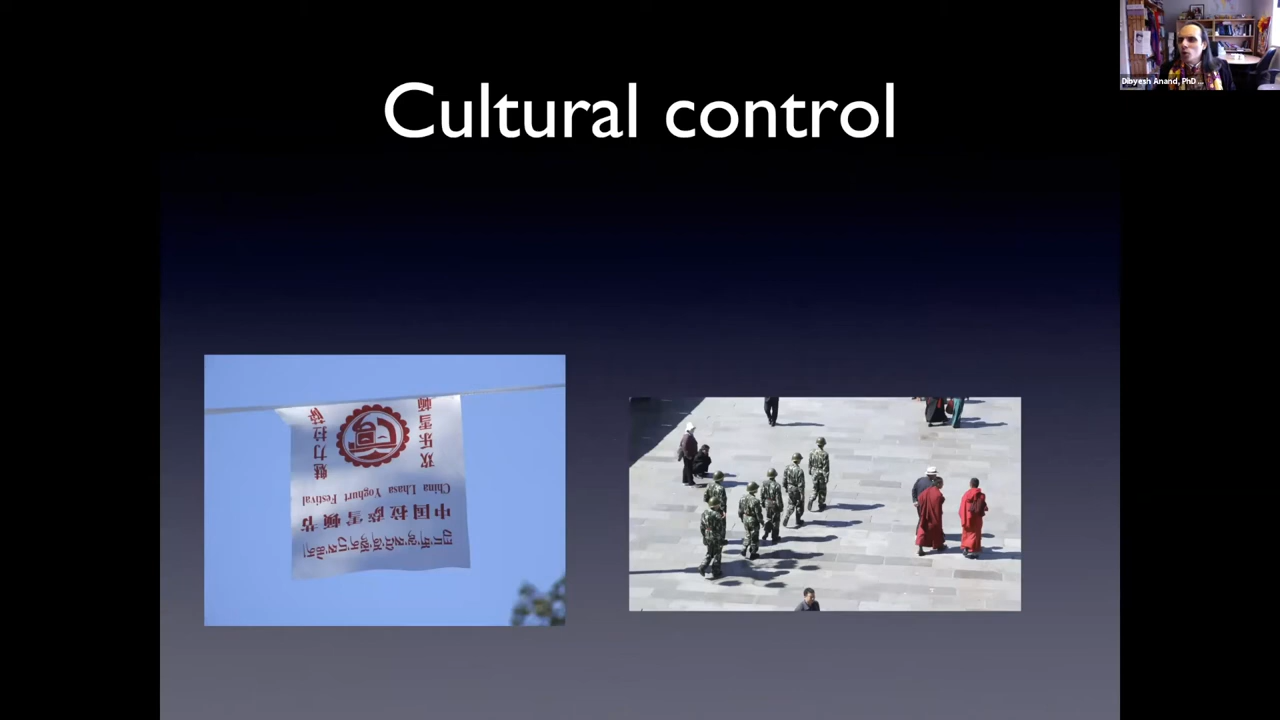 Cultural control
Dibyesh Anand, PhD
中国拉萨雪顿节
China Lhasa Yoghurt Festival
欢乐雪顿
魅力拉萨